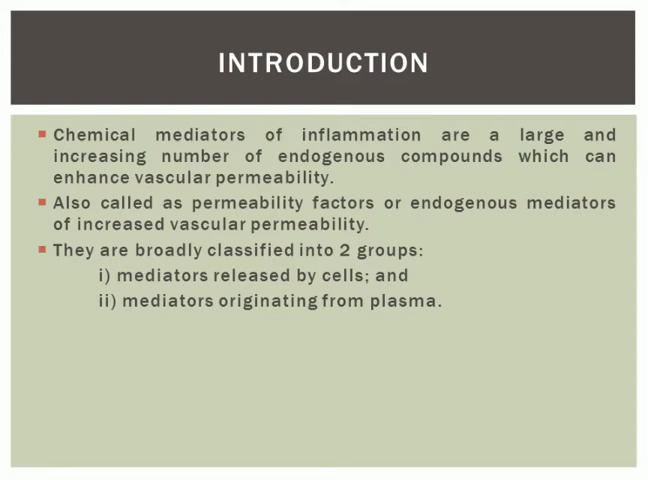 INTRODUCTION
Chemical mediators of inflammation are a large and
increasing number of endogenous compounds which can
enhance vascular permeability.
Also called as permeability factors or endogenous mediators
of increased vascular permeability.
They are broadly classified into 2 groups:
i) mediators released by cells; and
ii) mediators originating from plasma.